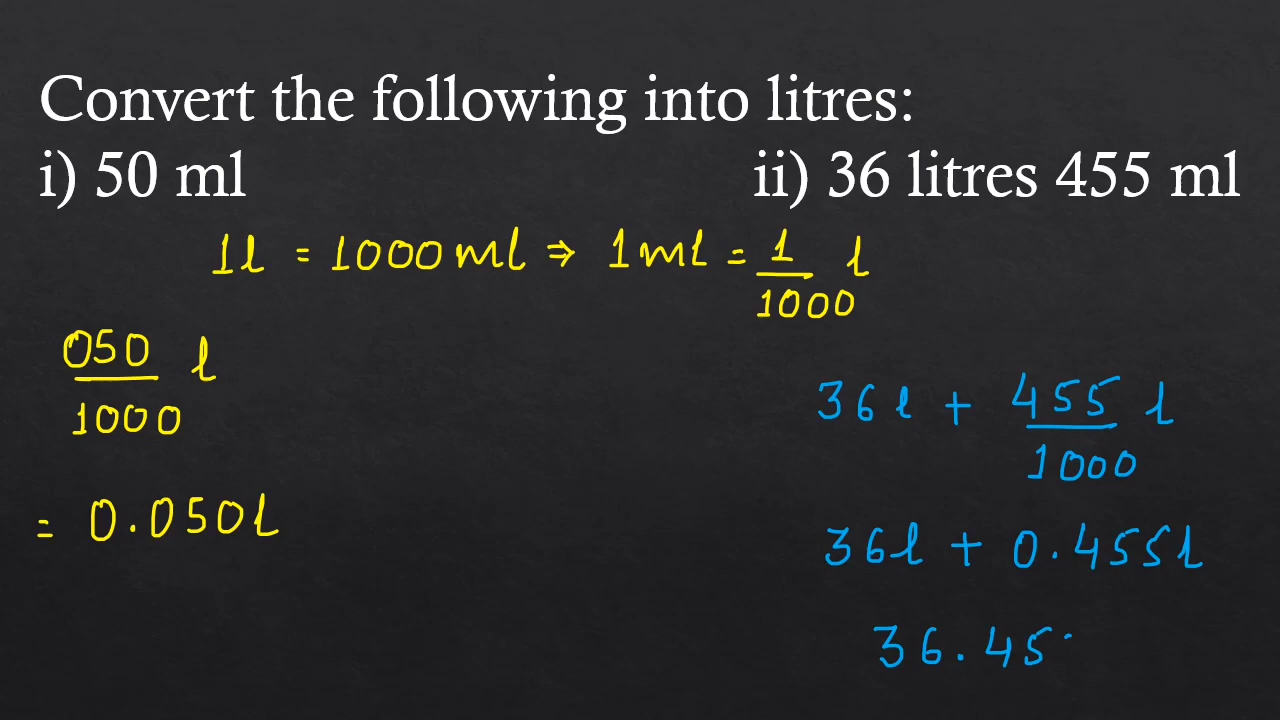 Convert the following into litres:
i) 50 ml ii) 36 litres 455 ml
1l = 1000ml ⇒ 1ml = 1/1000 l
050/1000 l
= 0.050l
36l + 455/1000 l
36l + 0.455l
36.45